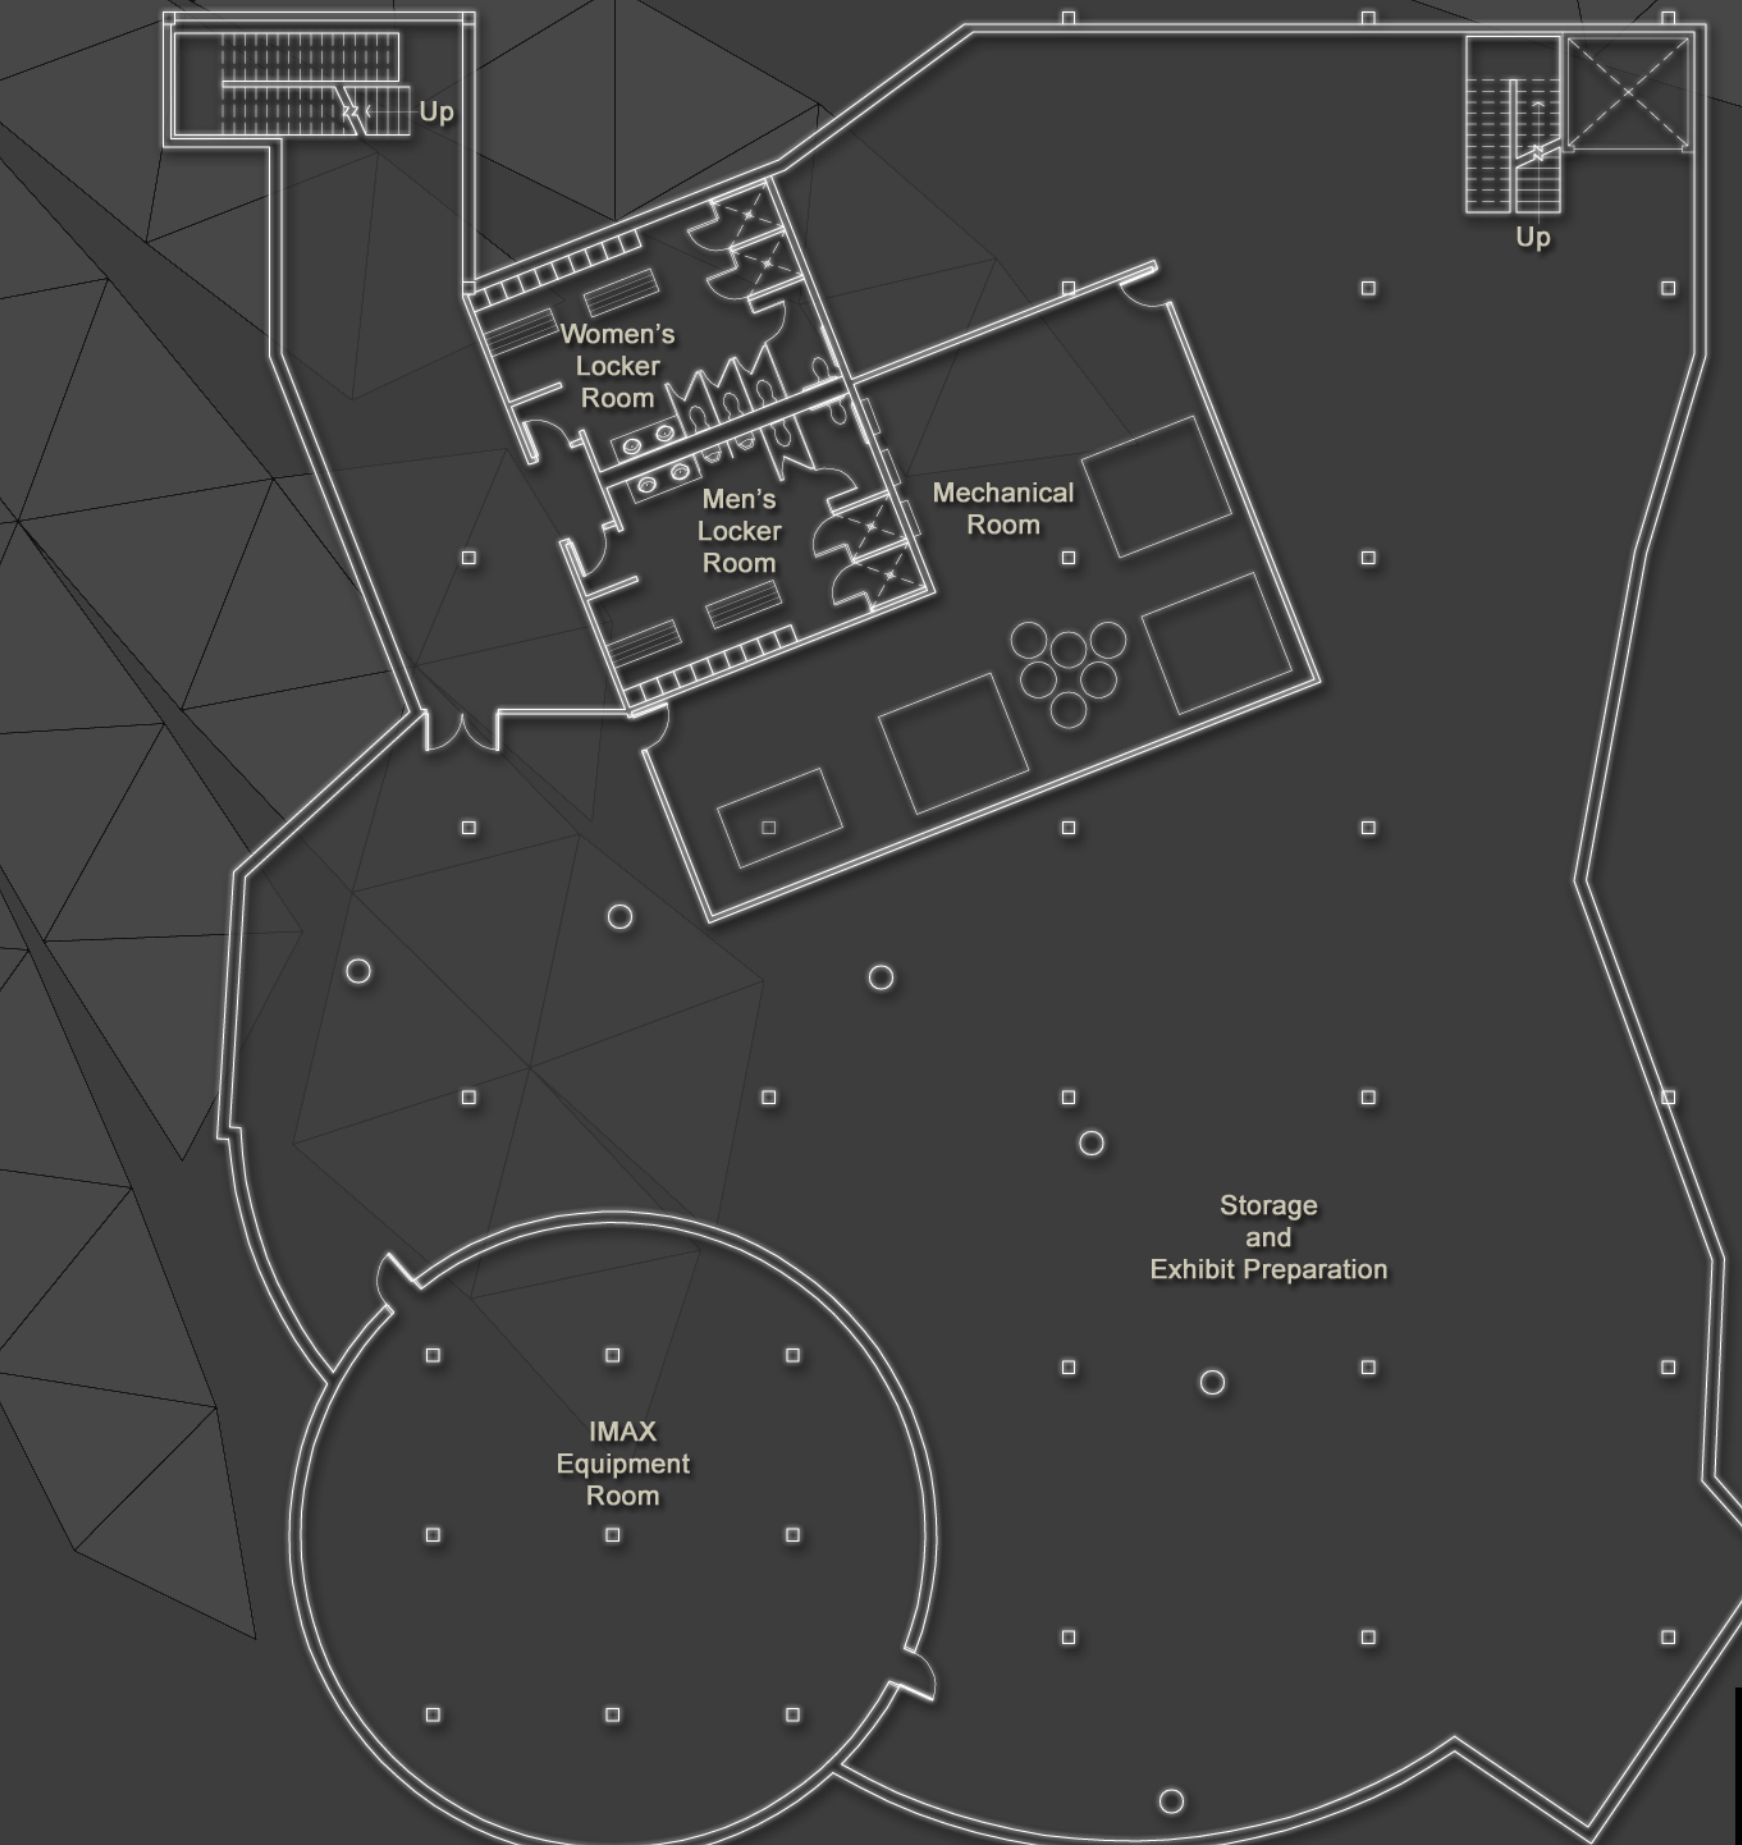 Up
Up
Women’s
Locker
Room
Men’s
Locker
Room
Mechanical
Room
Storage
and
Exhibit Preparation
IMAX
Equipment
Room